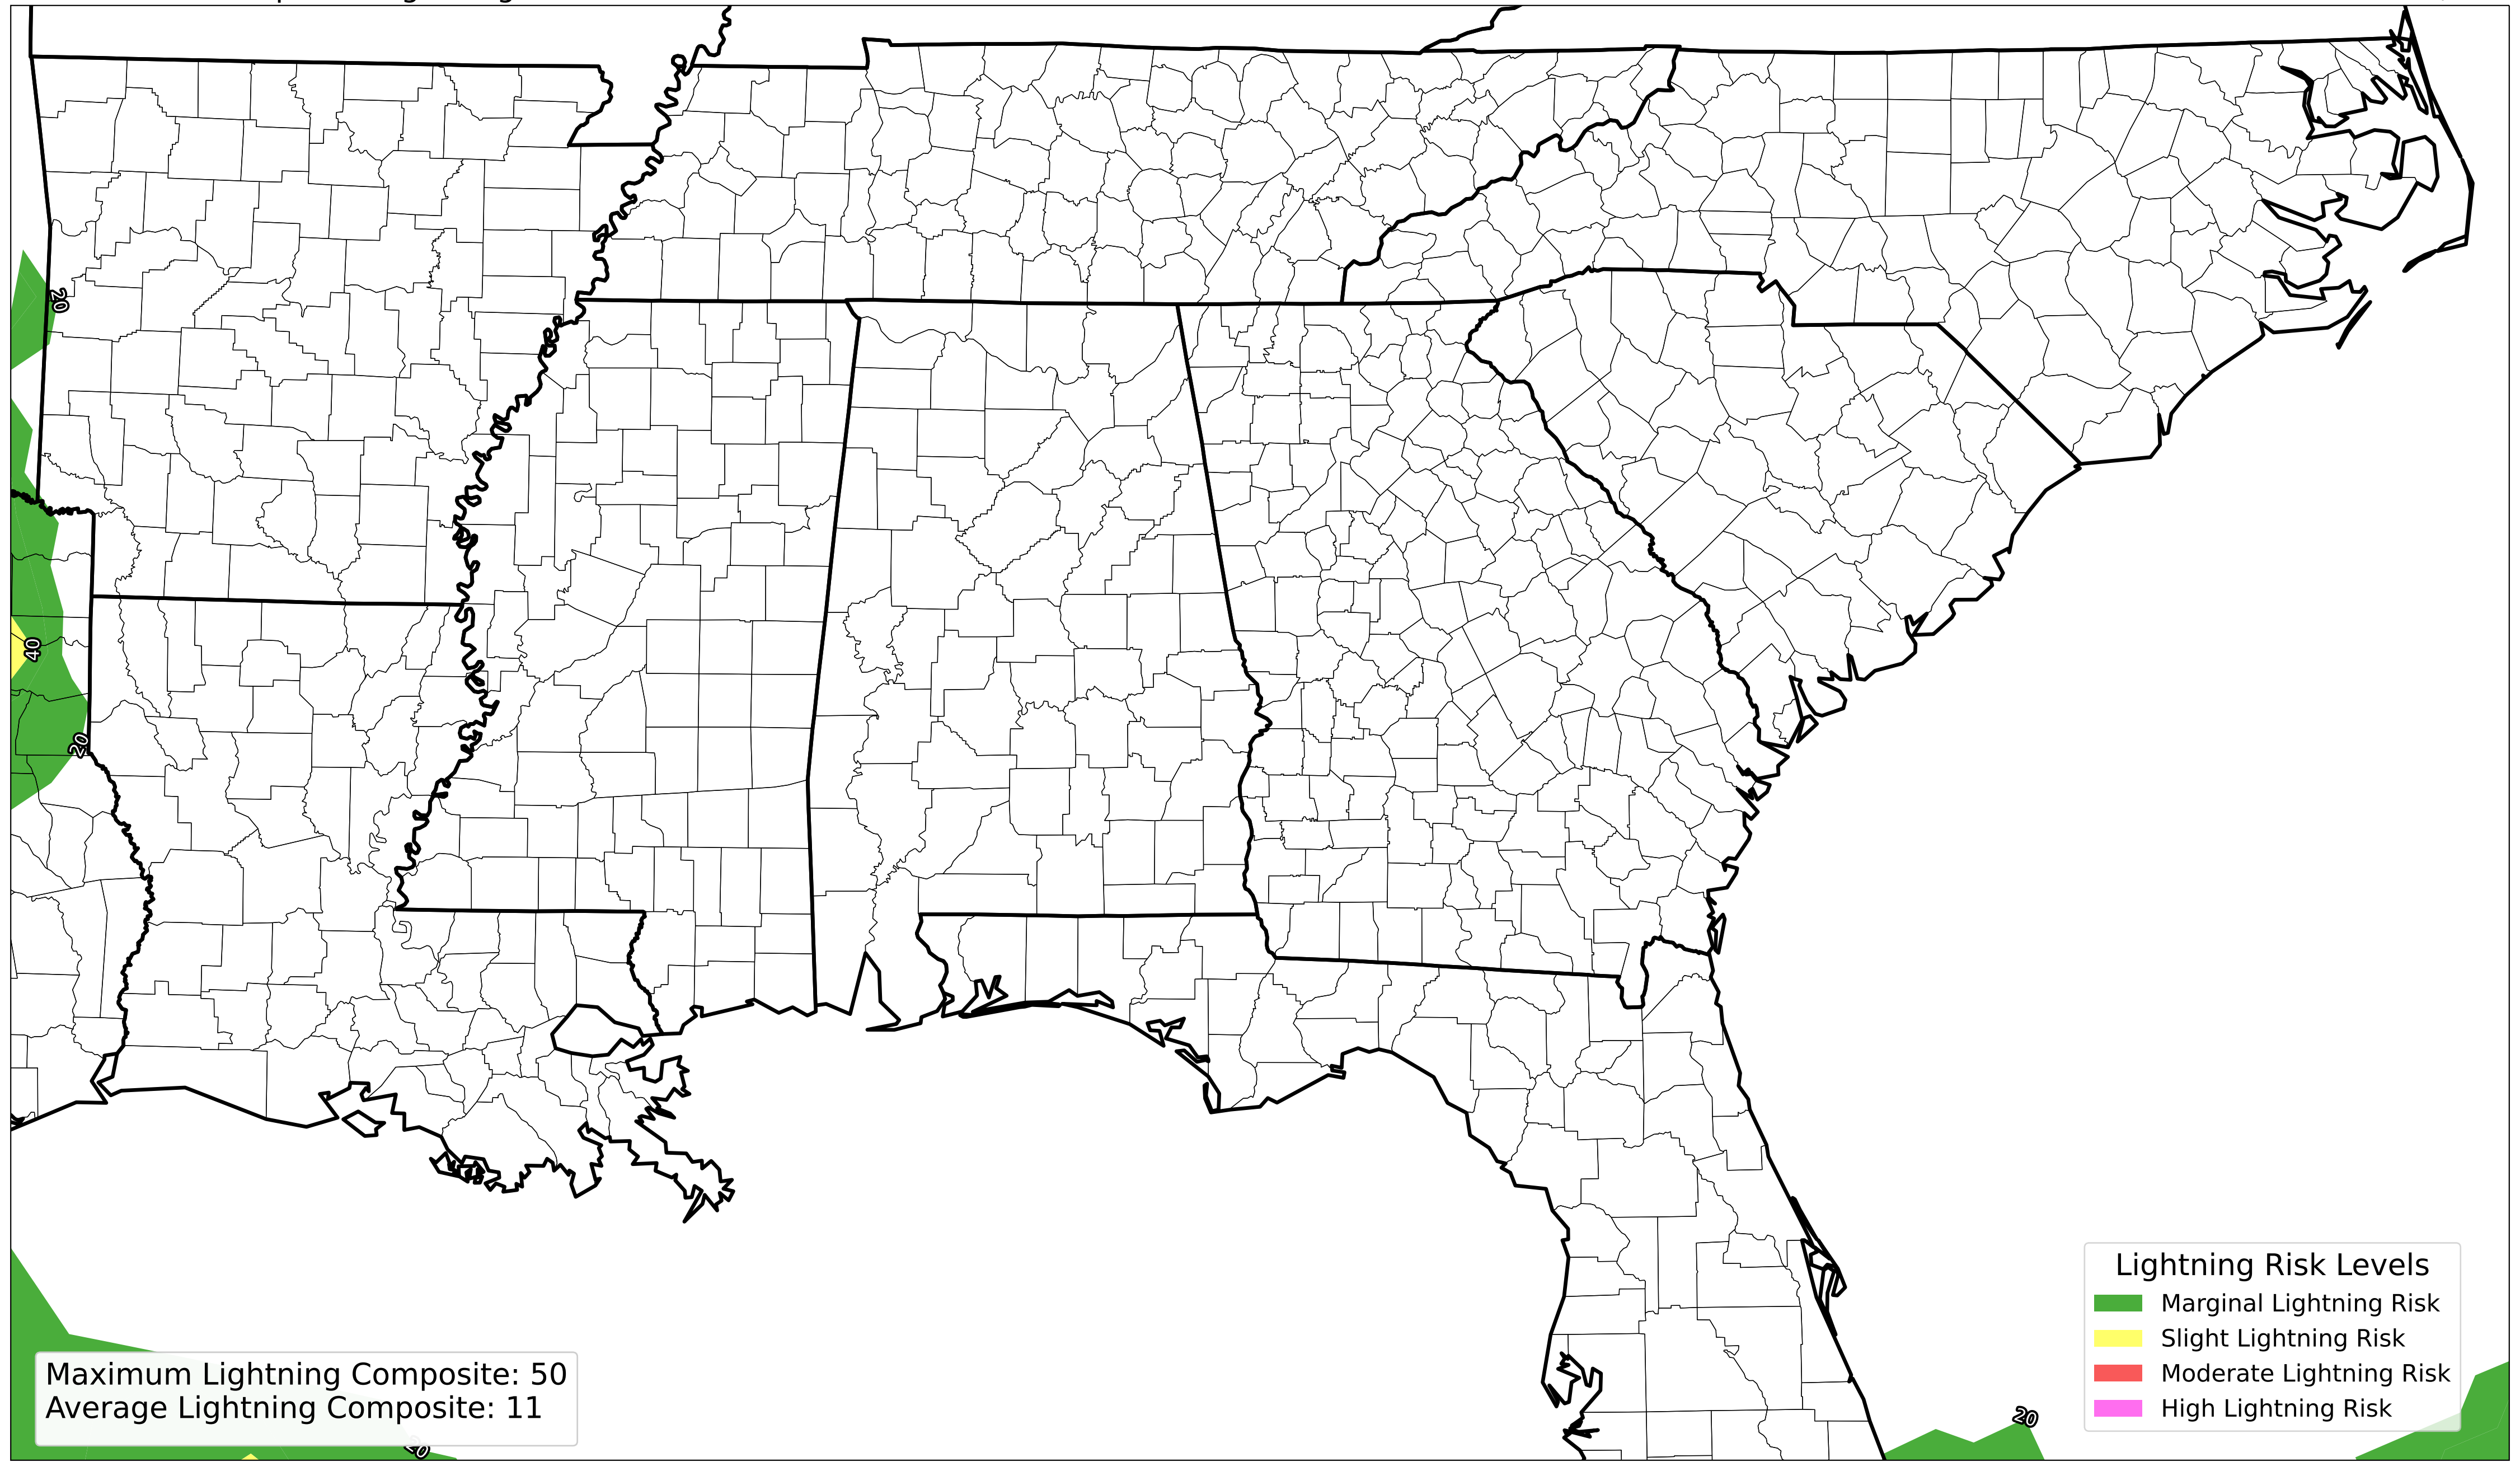 20
40
20
Lightning Risk Levels
Marginal Lightning Risk
Slight Lightning Risk
Moderate Lightning Risk
High Lightning Risk
Maximum Lightning Composite: 50
Average Lightning Composite: 11
20